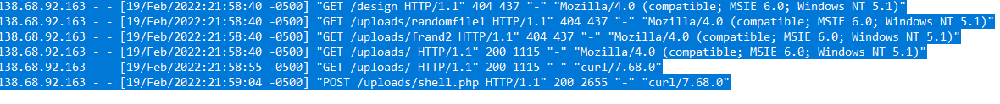 138.68.92.163 - - [19/Feb/2022:21:58:40 -0500] "GET /design HTTP/1.1" 404 437 "-" "Mozilla/4.0 (compatible; MSIE 6.0; Windows NT 5.1)"
138.68.92.163 - - [19/Feb/2022:21:58:40 -0500] "GET /uploads/randomfile1 HTTP/1.1" 404 437 "-" "Mozilla/4.0 (compatible; MSIE 6.0; Windows NT 5.1)"
138.68.92.163 - - [19/Feb/2022:21:58:40 -0500] "GET /uploads/frand2 HTTP/1.1" 404 437 "-" "Mozilla/4.0 (compatible; MSIE 6.0; Windows NT 5.1)"
138.68.92.163 - - [19/Feb/2022:21:58:40 -0500] "GET /uploads/ HTTP/1.1" 200 1115 "-" "Mozilla/4.0 (compatible; MSIE 6.0; Windows NT 5.1)"
138.68.92.163 - - [19/Feb/2022:21:58:55 -0500] "GET /uploads/ HTTP/1.1" 200 1115 "-" "curl/7.68.0"
138.68.92.163 - - [19/Feb/2022:21:59:04 -0500] "POST /uploads/shell.php HTTP/1.1" 200 2655 "-" "curl/7.68.0"